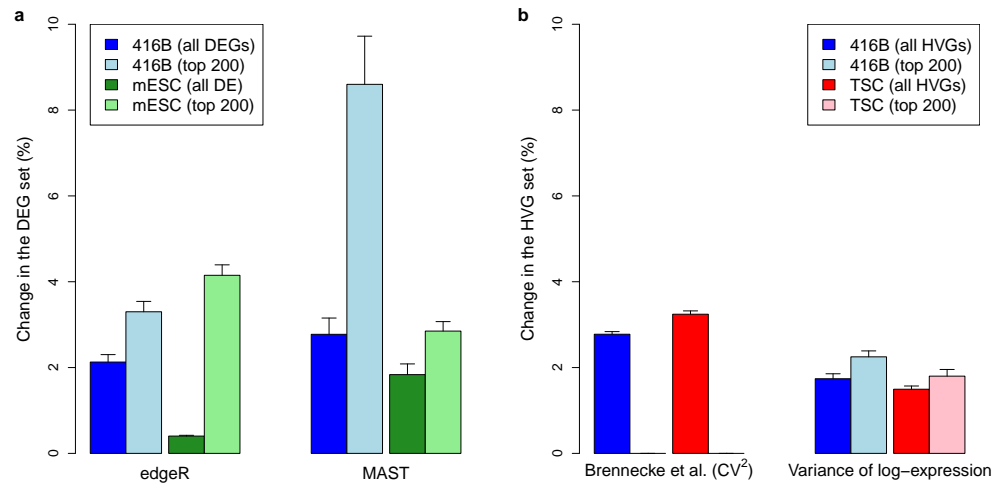 a
Change in the DEG set (%)
0
2
4
6
8
10
416B (all DEGs)
416B (top 200)
mESC (all DE)
mESC (top 200)
edgeR
MAST
b
Change in the HVG set (%)
0
2
4
6
8
10
416B (all HVGs)
416B (top 200)
TSC (all HVGs)
TSC (top 200)
Brennecke et al. (CV²)
Variance of log−expression